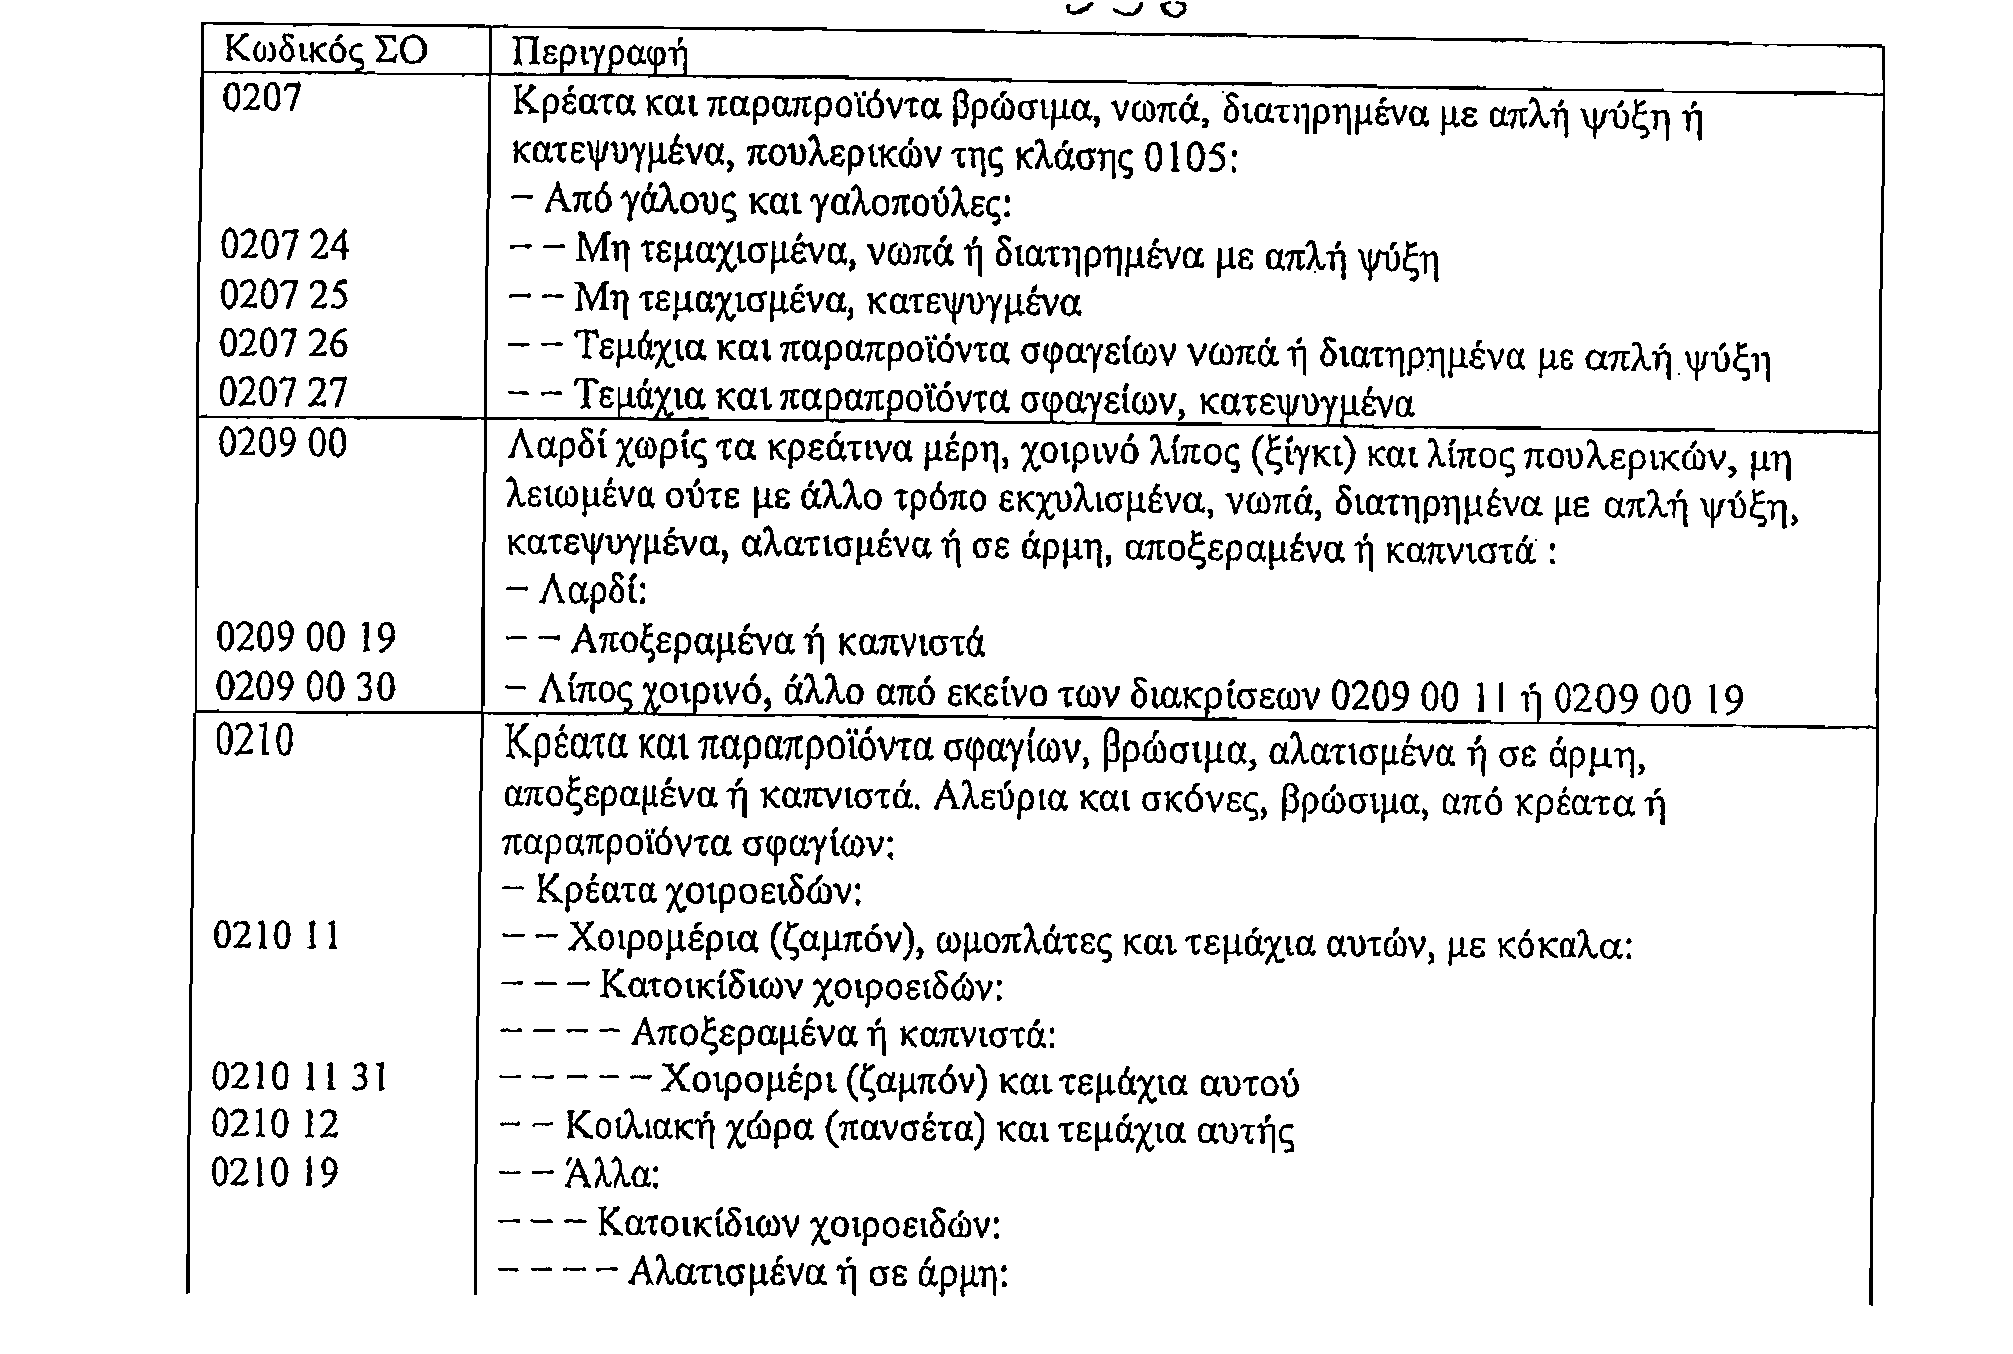 Κωδικός ΣΟ Περιγραφή
0207 Κρέατα και παραπροϊόντα βρώσιμα, νωπά, διατηρημένα με απλή ψύξη ή
κατεψυγμένα, πουλερικών της κλάσης 0105:
– Από γάλους και γαλοπούλες:
0207 24 – – Μη τεμαχισμένα, νωπά ή διατηρημένα με απλή ψύξη
0207 25 – – Μη τεμαχισμένα, κατεψυγμένα
0207 26 – – Τεμάχια και παραπροϊόντα σφαγείων νωπά ή διατηρημένα με απλή ψύξη
0207 27 – – Τεμάχια και παραπροϊόντα σφαγείων, κατεψυγμένα
0209 00 Λαρδί χωρίς τα κρεάτινα μέρη, χοιρινό λίπος (ξίγκι) και λίπος πουλερικών, μη
λειωμένα ούτε με άλλο τρόπο εκχυλισμένα, νωπά, διατηρημένα με απλή ψύξη,
κατεψυγμένα, αλατισμένα ή σε άρμη, αποξεραμένα ή καπνιστά :
– Λαρδί:
0209 00 19 – – Αποξεραμένα ή καπνιστά
0209 00 30 – Λίπος χοιρινό, άλλο από εκείνο των διακρίσεων 0209 00 11 ή 0209 00 19
0210 Κρέατα και παραπροϊόντα σφαγίων, βρώσιμα, αλατισμένα ή σε άρμη,
αποξεραμένα ή καπνιστά. Αλεύρια και σκόνες, βρώσιμα, από κρέατα ή
παραπροϊόντα σφαγίων:
– Κρέατα χοιροειδών:
0210 11 – – Χοιρομέρια (ζαμπόν), ωμοπλάτες και τεμάχια αυτών, με κόκαλα:
– – – Κατοικίδιων χοιροειδών:
– – – – Αποξεραμένα ή καπνιστά:
0210 11 31 – – – – – Χοιρομέρι (ζαμπόν) και τεμάχια αυτού
0210 12 – – Κοιλιακή χώρα (πανσέτα) και τεμάχια αυτής
0210 19 – – Άλλα:
– – – Κατοικίδιων χοιροειδών:
– – – – Αλατισμένα ή σε άρμη: